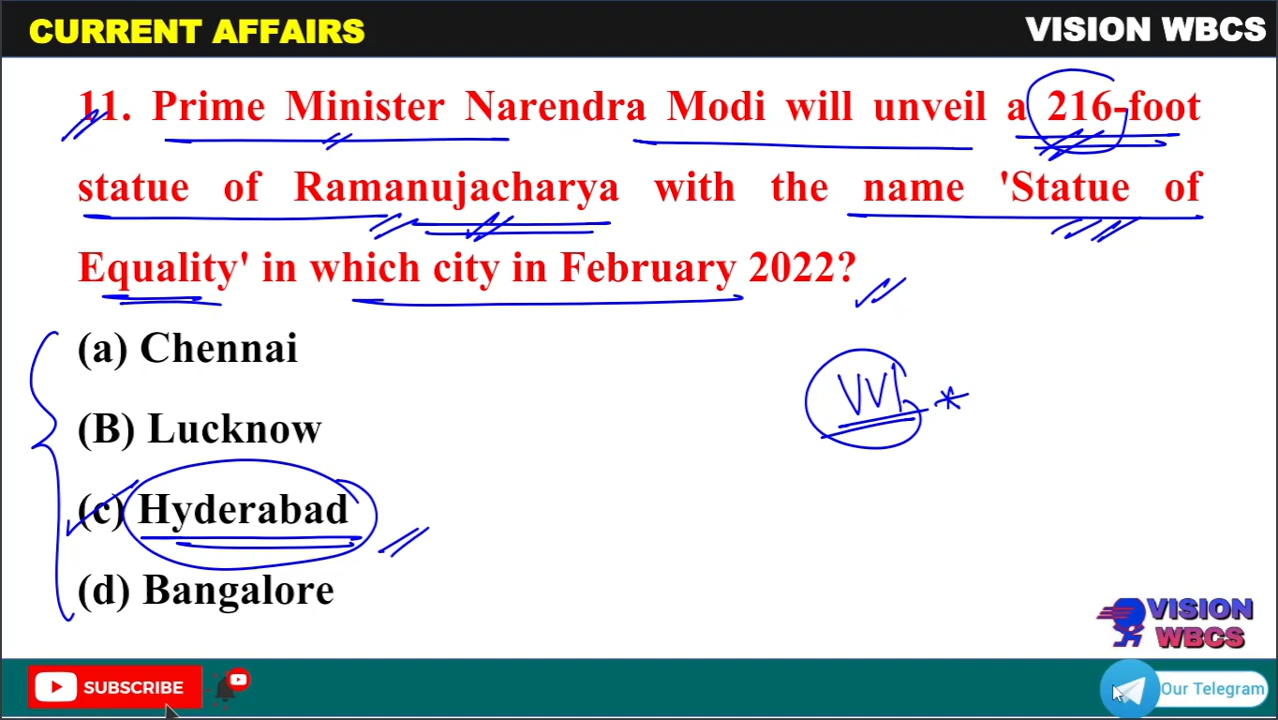 CURRENT AFFAIRS
VISION WBCS
11. Prime Minister Narendra Modi will unveil a 216-foot
statue of Ramanujacharya with the name 'Statue of
Equality' in which city in February 2022?
(a) Chennai
(B) Lucknow
VVI *
(c) Hyderabad
(d) Bangalore
VISION
WBCS
SUBSCRIBE
Our Telegram